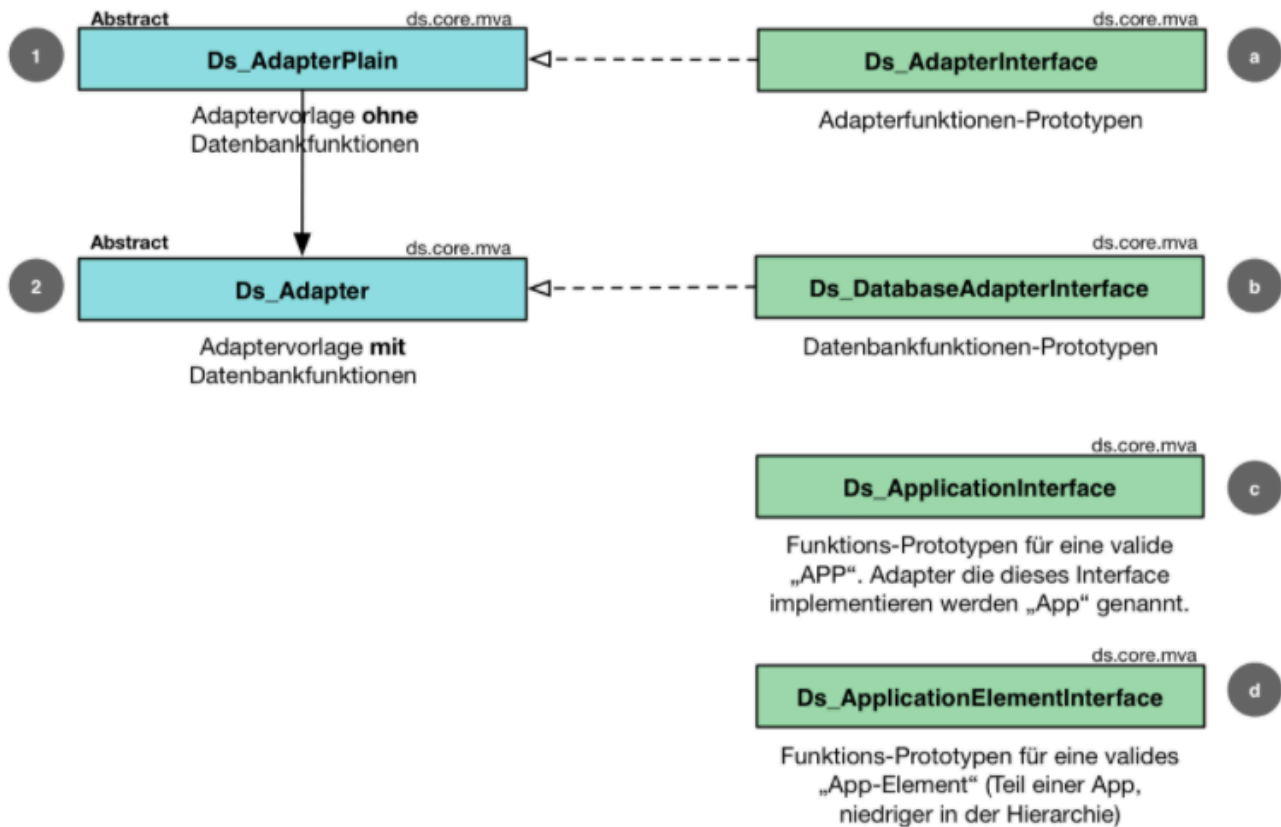 Abstract
ds.core.mva
1
Ds_AdapterPlain
Adaptervorlage ohne
Datenbankfunktionen
ds.core.mva
Ds_AdapterInterface
a
Adapterfunktionen-Prototypen
Abstract
ds.core.mva
2
Ds_Adapter
Adaptervorlage mit
Datenbankfunktionen
ds.core.mva
Ds_DatabaseAdapterInterface
b
Datenbankfunktionen-Prototypen
ds.core.mva
Ds_ApplicationInterface
c
Funktions-Prototypen für eine valide
„APP“. Adapter die dieses Interface
implementieren werden „App“ genannt.
ds.core.mva
Ds_ApplicationElementInterface
d
Funktions-Prototypen für eine valides
„App-Element“ (Teil einer App,
niedriger in der Hierarchie)